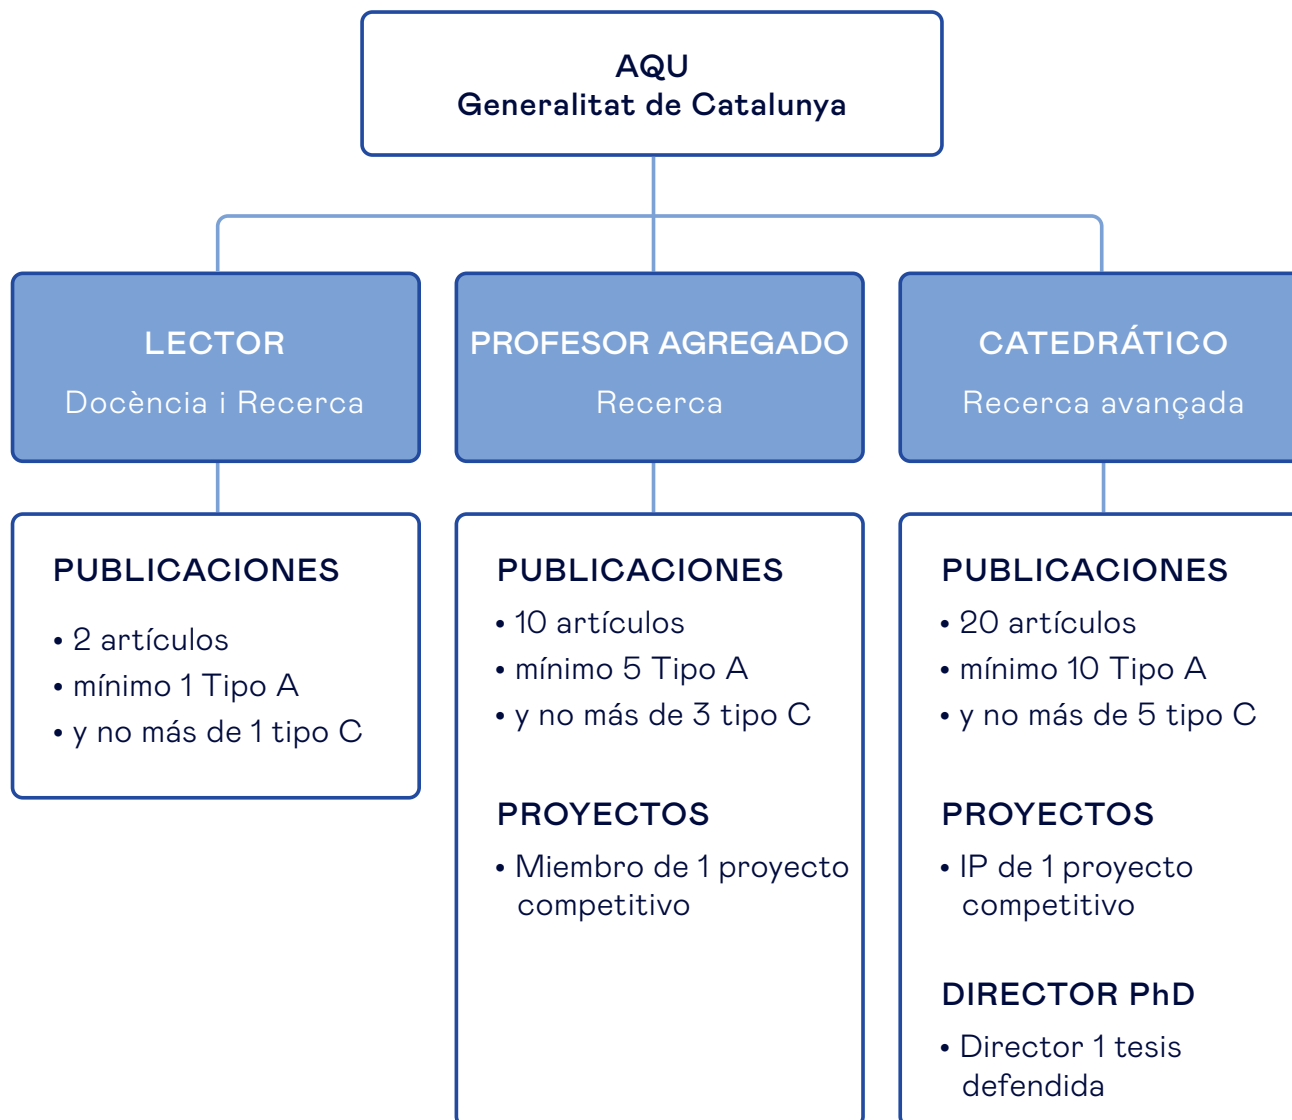 AQU
Generalitat de Catalunya
LECTOR
Docència i Recerca
PUBLICACIONES
• 2 artículos
• mínimo 1 Tipo A
• y no más de 1 tipo C
PROFESOR AGREGADO
Recerca
PUBLICACIONES
• 10 artículos
• mínimo 5 Tipo A
• y no más de 3 tipo C
PROYECTOS
• Miembro de 1 proyecto
competitivo
CATEDRÁTICO
Recerca avançada
PUBLICACIONES
• 20 artículos
• mínimo 10 Tipo A
• y no más de 5 tipo C
PROYECTOS
• IP de 1 proyecto
competitivo
DIRECTOR PhD
• Director 1 tesis
defendida